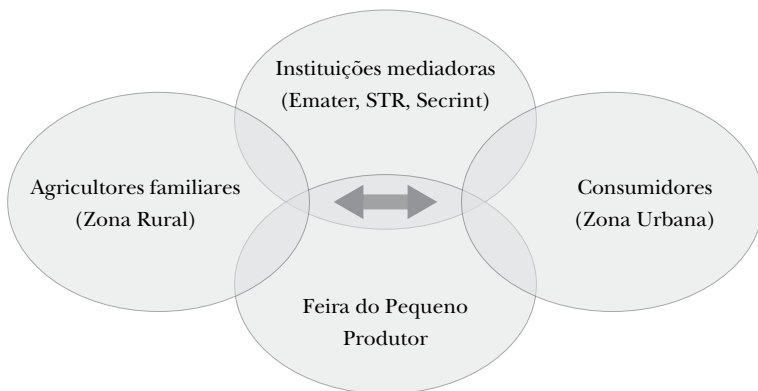 Instituições mediadoras
(Emater, STR, Secrint)
Agricultores familiares
(Zona Rural)
Consumidores
(Zona Urbana)
Feira do Pequeno
Produtor